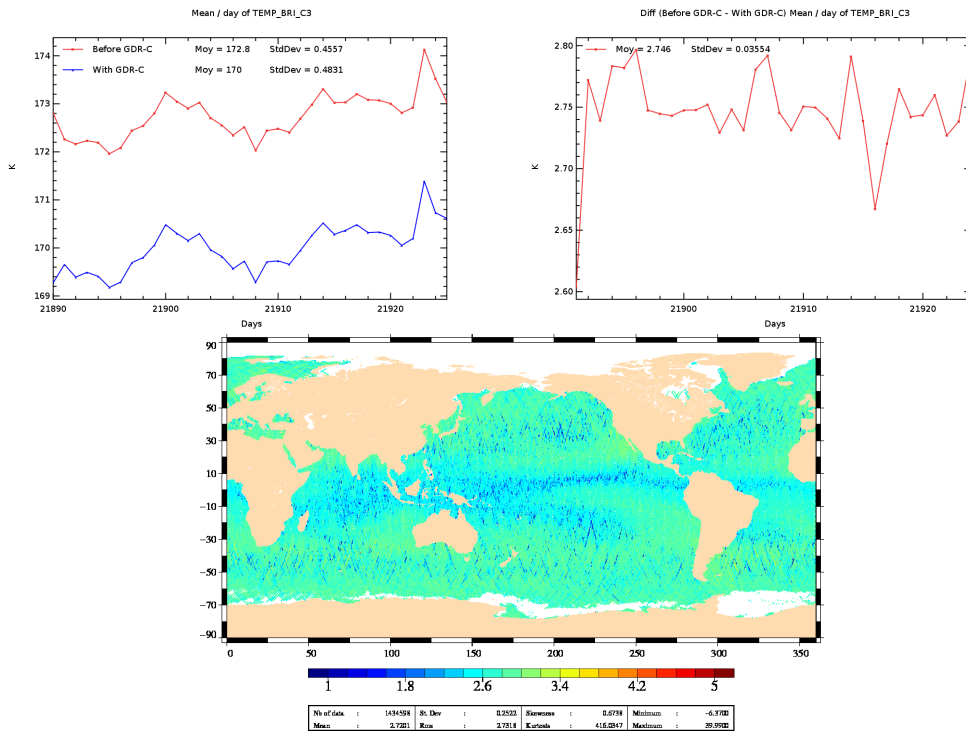 Mean / day of TEMP_BRI_C3
Before GDR-C Moy = 172.8 StdDev = 0.4557
With GDR-C Moy = 170 StdDev = 0.4831
174
173
172
171
170
169
K
21890 21900 21910 21920
Days
Diff (Before GDR-C - With GDR-C) Mean / day of TEMP_BRI_C3
Moy = 2.746 StdDev = 0.03554
2.80
2.75
2.70
2.65
2.60
K
21900 21910 21920
Days
90
70
50
30
10
-10
-30
-50
-70
-90
0 50 100 150 200 250 300 350
1 1.8 2.6 3.4 4.2 5
Nb of data : 1434598 St. Dev : 0.2522 Skewness : 0.6738 Minimum : -6.3700
Mean : 2.7201 Rms : 2.7318 Kurtosis : 416.0347 Maximum : 39.9900